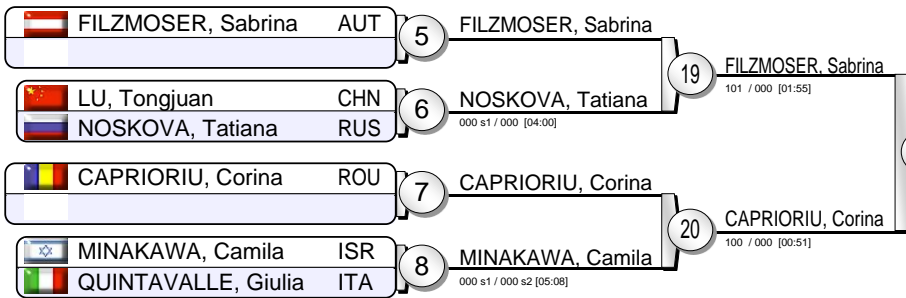 FILZMOSER, Sabrina AUT
5
FILZMOSER, Sabrina
LU, Tongjuan CHN
NOSKOVA, Tatiana RUS
6
NOSKOVA, Tatiana
000 s1 / 000 [04:00]
19
FILZMOSER, Sabrina
101 / 000 [01:55]
CAPRIORIU, Corina ROU
7
CAPRIORIU, Corina
MINAKAWA, Camila ISR
QUINTAVALLE, Giulia ITA
8
MINAKAWA, Camila
000 s1 / 000 s2 [05:08]
20
CAPRIORIU, Corina
100 / 000 [00:51]